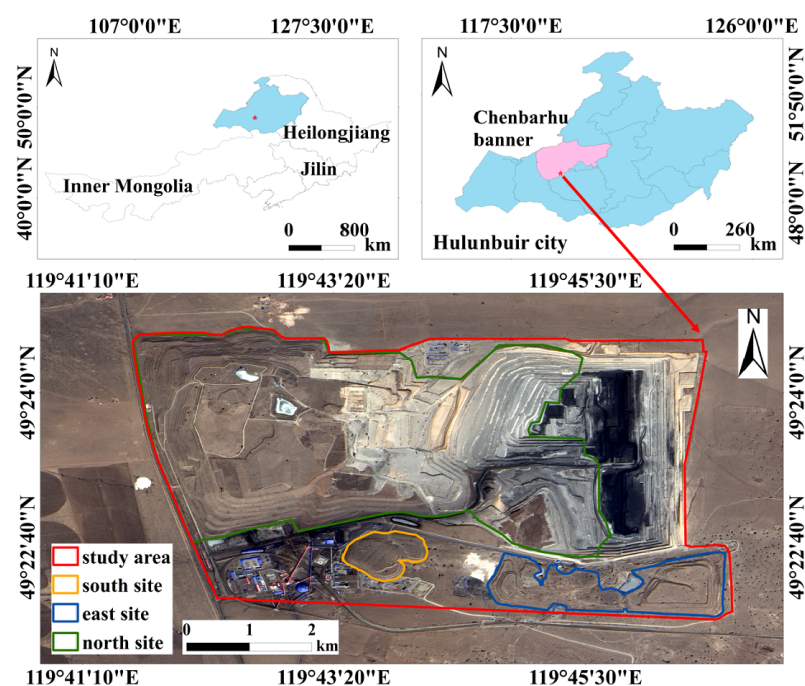 107°0'0"E 127°30'0"E
117°30'0"E 126°0'0"E
50°0'0"N
40°0'0"N
N
Heilongjiang
Jilin
Inner Mongolia
0 800
km
N
Chenbarhu
banner
Hulunbuir city
0 260
km
51°50'0"N
48°0'0"N
119°41'10"E 119°43'20"E 119°45'30"E
49°24'0"N
49°22'40"N
N
49°24'0"N
49°22'40"N
study area
south site
east site
north site
0 1 2
km
119°41'10"E 119°43'20"E 119°45'30"E